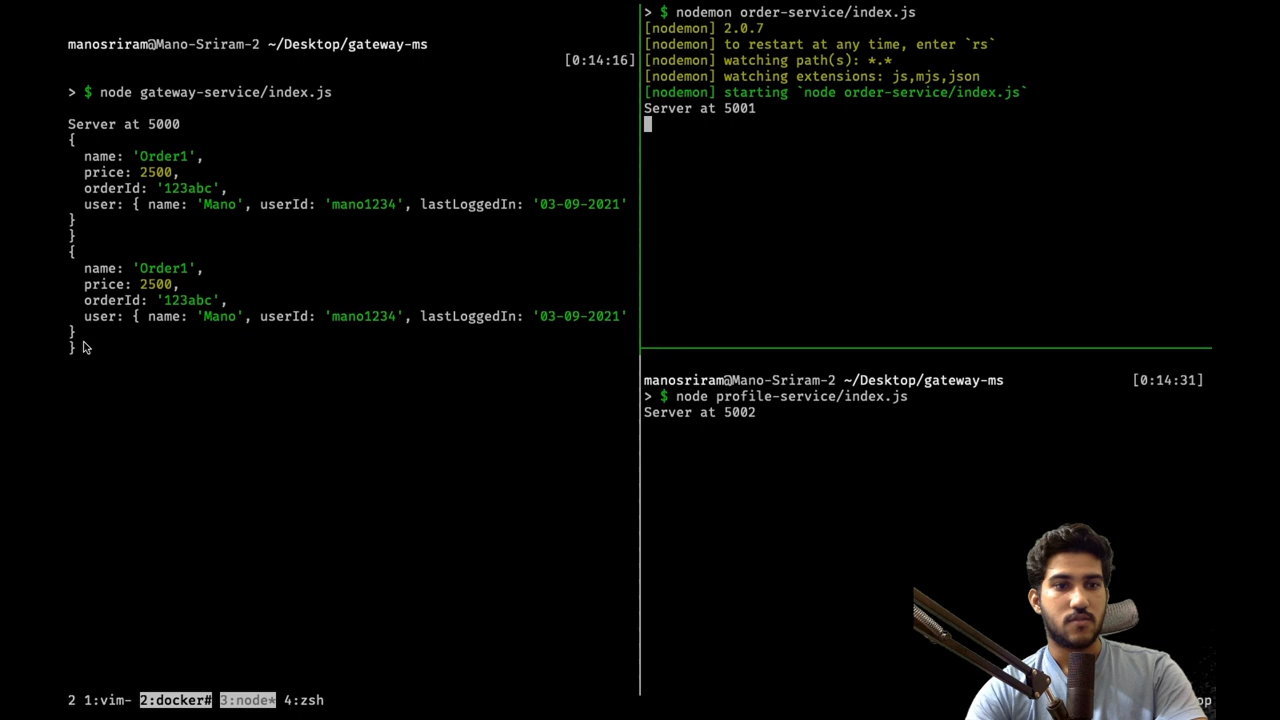 manosriram@Mano-Sriram-2 ~/Desktop/gateway-ms
[0:14:16]
> $ node gateway-service/index.js
Server at 5000
{
name: 'Order1',
price: 2500,
orderId: '123abc',
user: { name: 'Mano', userId: 'mano1234', lastLoggedIn: '03-09-2021'
}
}
{
name: 'Order1',
price: 2500,
orderId: '123abc',
user: { name: 'Mano', userId: 'mano1234', lastLoggedIn: '03-09-2021'
}
}
> $ nodemon order-service/index.js
[nodemon] 2.0.7
[nodemon] to restart at any time, enter `rs`
[nodemon] watching path(s): *.*
[nodemon] watching extensions: js,mjs,json
[nodemon] starting `node order-service/index.js`
Server at 5001
manosriram@Mano-Sriram-2 ~/Desktop/gateway-ms [0:14:31]
> $ node profile-service/index.js
Server at 5002
2 1:vim- 2:docker# 3:node* 4:zsh